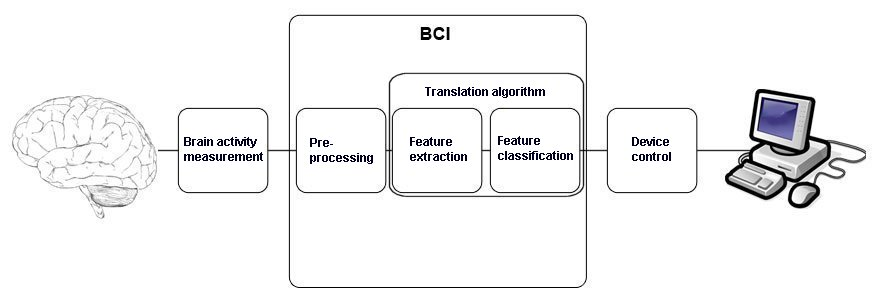 BCI
Translation algorithm
Brain activity
measurement
Pre-
processing
Feature
extraction
Feature
classification
Device
control